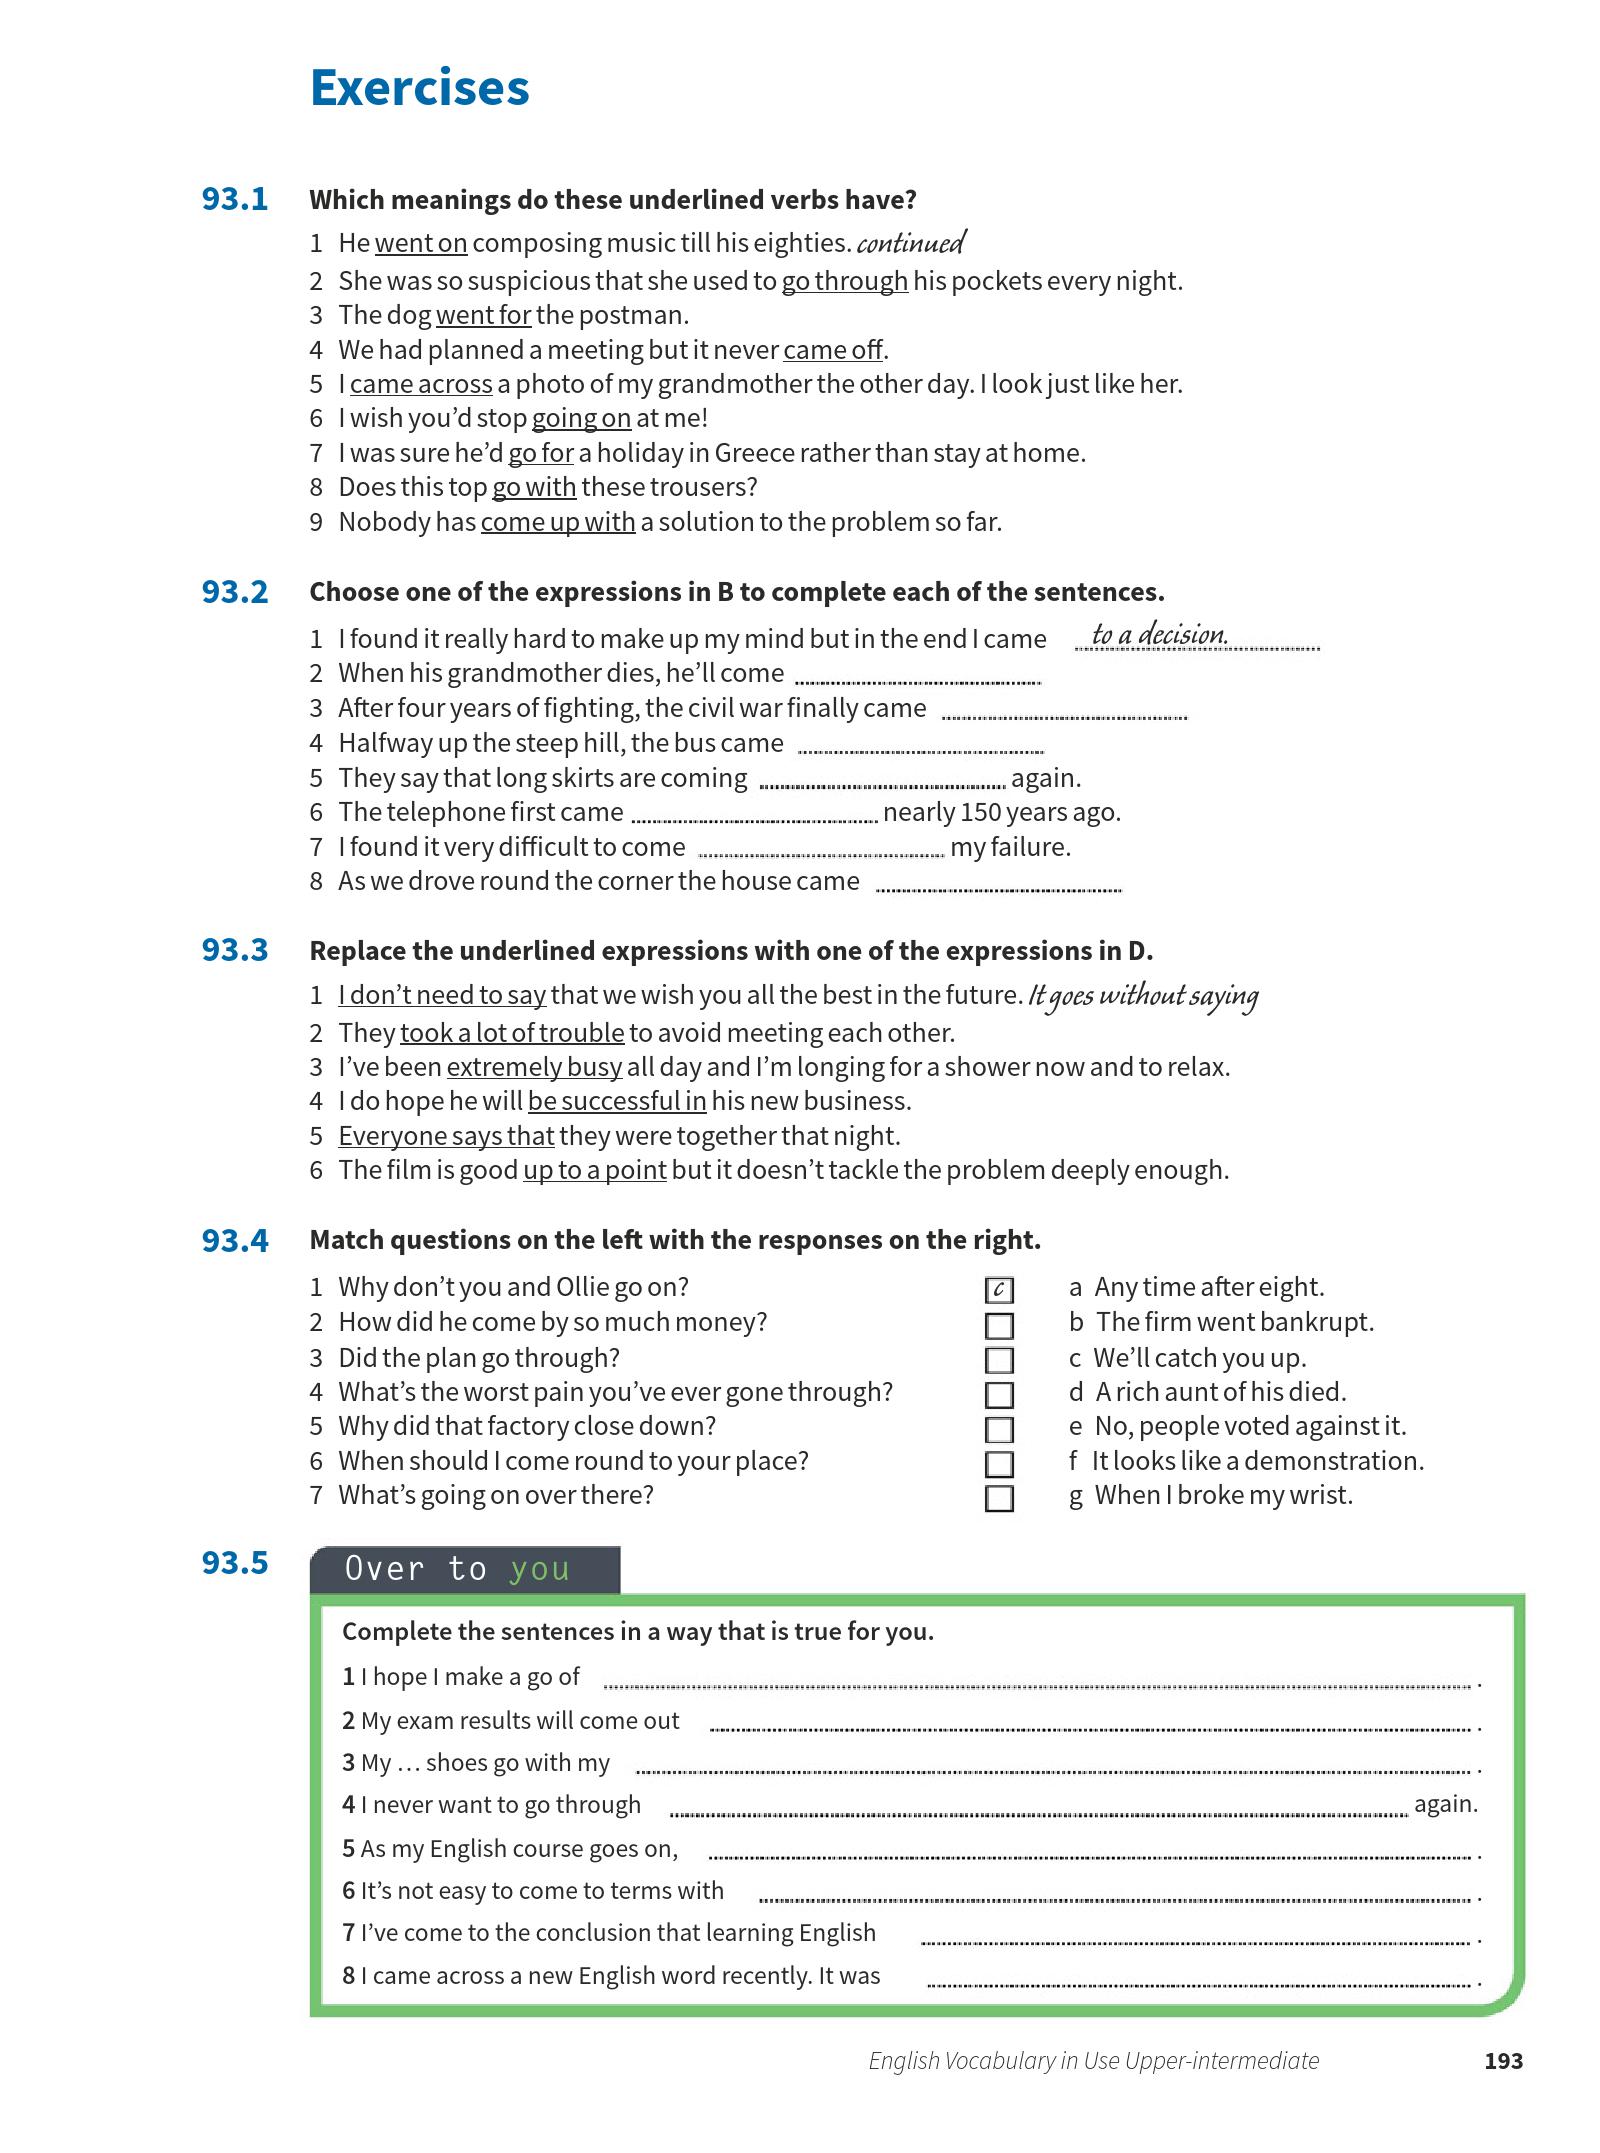 Exercises
93.1 Which meanings do these underlined verbs have?
1 He went on composing music till his eighties. continued
2 She was so suspicious that she used to go through his pockets every night.
3 The dog went for the postman.
4 We had planned a meeting but it never came off.
5 I came across a photo of my grandmother the other day. I look just like her.
6 I wish you'd stop going on at me!
7 I was sure he'd go for a holiday in Greece rather than stay at home.
8 Does this top go with these trousers?
9 Nobody has come up with a solution to the problem so far.
93.2 Choose one of the expressions in B to complete each of the sentences.
1 I found it really hard to make up my mind but in the end I came to a decision.
2 When his grandmother dies, he'll come
3 After four years of fighting, the civil war finally came
4 Halfway up the steep hill, the bus came
5 They say that long skirts are coming again.
6 The telephone first came nearly 150 years ago.
7 I found it very difficult to come my failure.
8 As we drove round the corner the house came
93.3 Replace the underlined expressions with one of the expressions in D.
1 I don't need to say that we wish you all the best in the future. It goes without saying
2 They took a lot of trouble to avoid meeting each other.
3 I've been extremely busy all day and I'm longing for a shower now and to relax.
4 I do hope he will be successful in his new business.
5 Everyone says that they were together that night.
6 The film is good up to a point but it doesn't tackle the problem deeply enough.
93.4 Match questions on the left with the responses on the right.
1 Why don't you and Ollie go on? c a Any time after eight.
2 How did he come by so much money? b The firm went bankrupt.
3 Did the plan go through? c We'll catch you up.
4 What's the worst pain you've ever gone through? d A rich aunt of his died.
5 Why did that factory close down? e No, people voted against it.
6 When should I come round to your place? f It looks like a demonstration.
7 What's going on over there? g When I broke my wrist.
93.5 Over to you
Complete the sentences in a way that is true for you.
1 I hope I make a go of .
2 My exam results will come out .
3 My … shoes go with my .
4 I never want to go through again.
5 As my English course goes on, .
6 It's not easy to come to terms with .
7 I've come to the conclusion that learning English .
8 I came across a new English word recently. It was .
English Vocabulary in Use Upper-intermediate 193